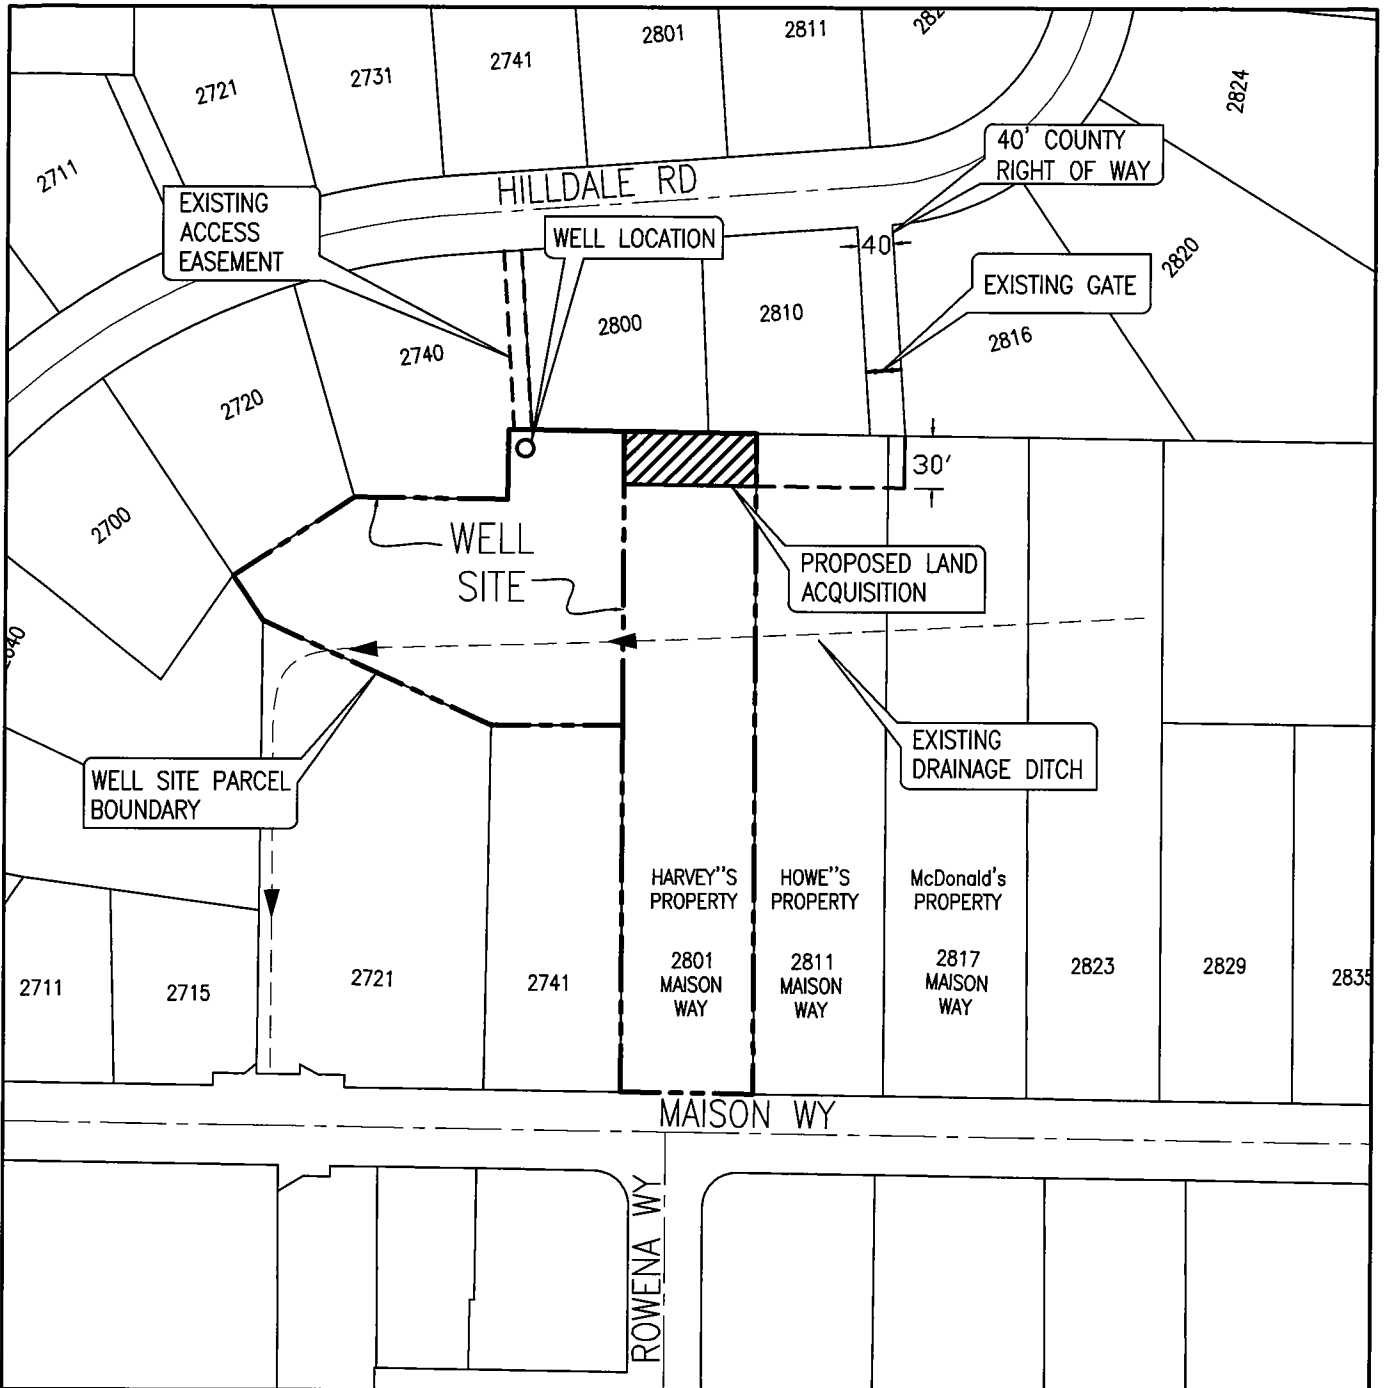 2801
2811
2741
2731
2721
2824
2711
40' COUNTY
RIGHT OF WAY
HILLDALE RD
EXISTING
ACCESS
EASEMENT
WELL LOCATION
40
2820
EXISTING GATE
2800
2810
2816
2740
2720
30'
2700
WELL
SITE
PROPOSED LAND
ACQUISITION
EXISTING
DRAINAGE DITCH
WELL SITE PARCEL
BOUNDARY
HARVEY"S
PROPERTY
HOWE"S
PROPERTY
McDonald's
PROPERTY
2711
2715
2721
2741
2801
MAISON
WAY
2811
MAISON
WAY
2817
MAISON
WAY
2823
2829
2835
MAISON WY
ROWENA WY